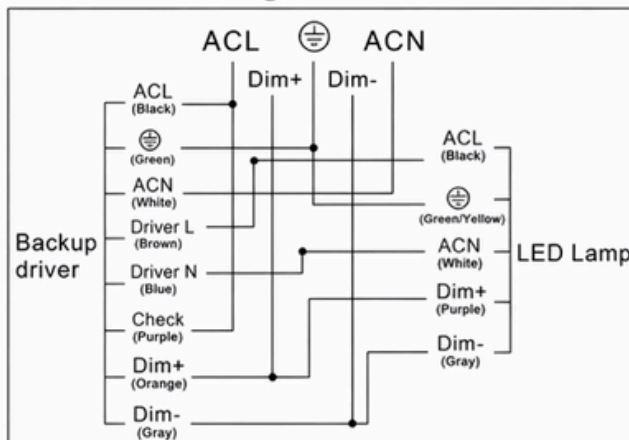 ACL ACN
Dim+ Dim-
ACL
(Black)
(Green)
ACN
(White)
Driver L
(Brown)
Driver N
(Blue)
Check
(Purple)
Dim+
(Orange)
Dim-
(Gray)
Backup
driver
ACL
(Black)
(Green/Yellow)
ACN
(White)
Dim+
(Purple)
Dim-
(Gray)
LED Lamp